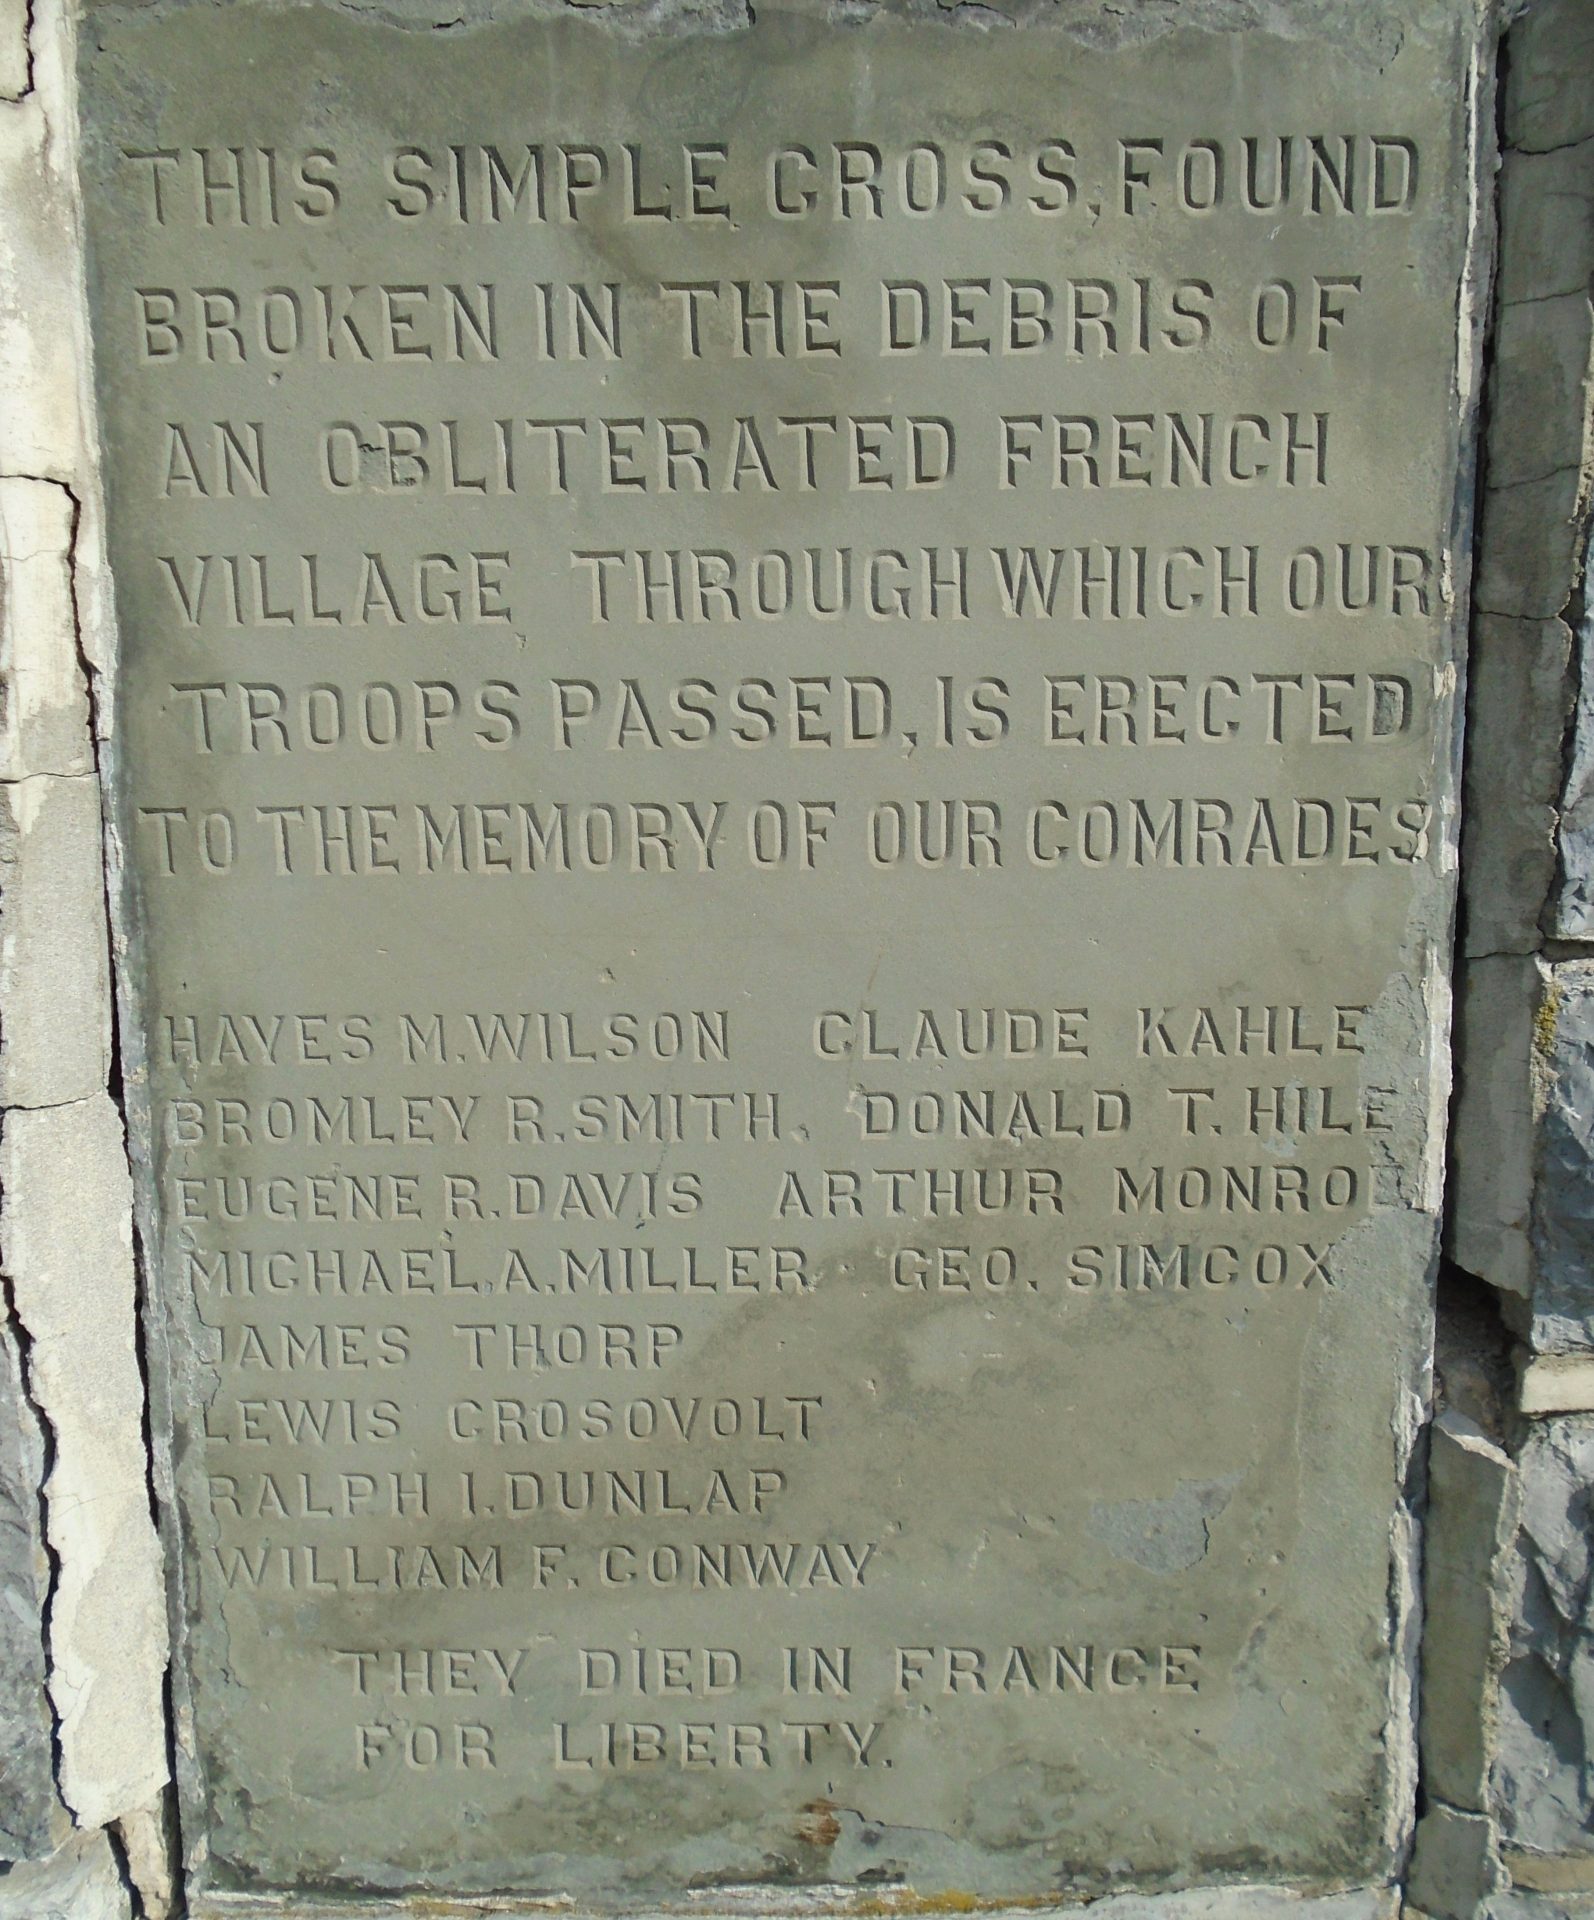 THIS SIMPLE CROSS, FOUND
BROKEN IN THE DEBRIS OF
AN OBLITERATED FRENCH
VILLAGE THROUGH WHICH OUR
TROOPS PASSED, IS ERECTED
TO THE MEMORY OF OUR COMRADES
HAYES M. WILSON CLAUDE KAHLE
BROMLEY R. SMITH. DONALD T. HILE
EUGENE R. DAVIS ARTHUR MONROE
MICHAEL A. MILLER GEO. SIMCOX
JAMES THORP
LEWIS CROSOVOLT
RALPH I. DUNLAP
WILLIAM F. CONWAY
THEY DIED IN FRANCE
FOR LIBERTY.